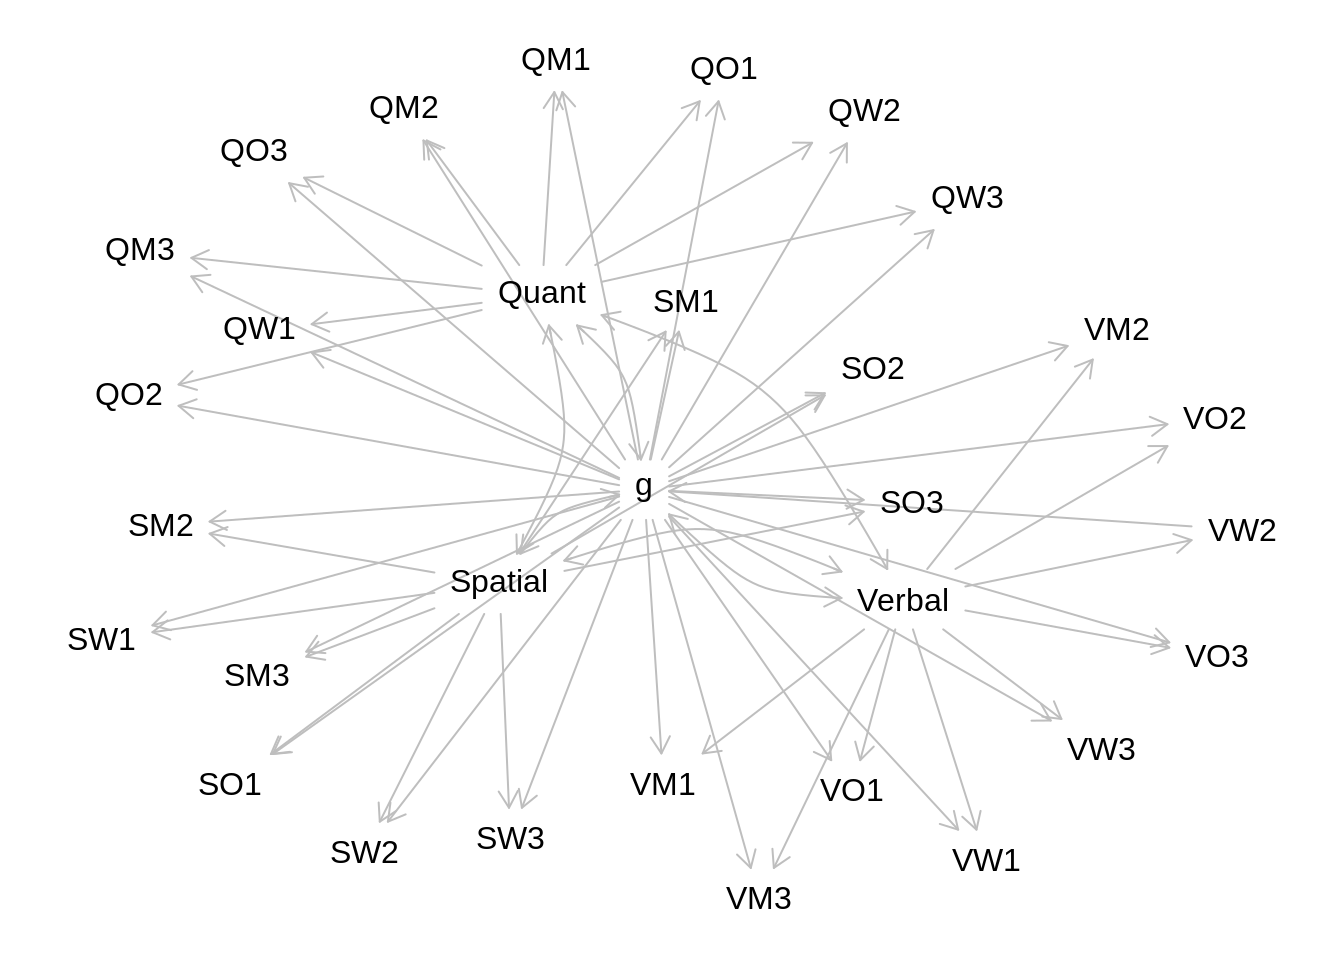 QM1
QO1
QM2
QW2
QO3
QW3
QM3
Quant
SM1
QW1
VM2
SO2
QO2
VO2
g
SO3
SM2
VW2
Spatial
Verbal
SW1
VO3
SM3
VW3
SO1
VM1
VO1
SW3
SW2
VW1
VM3